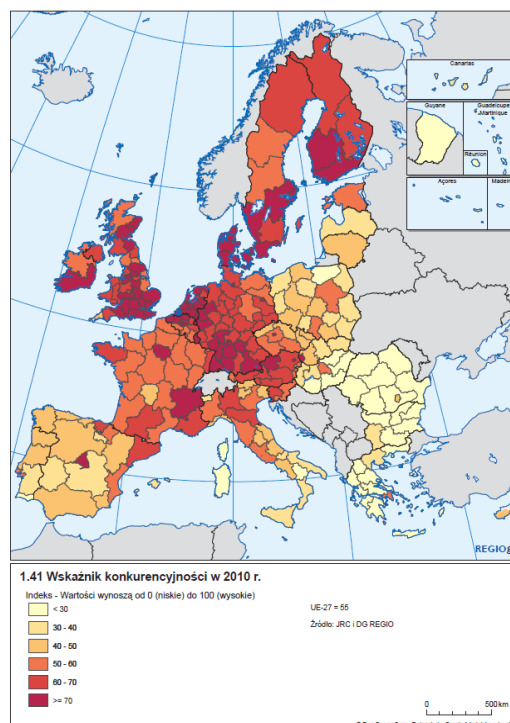 Canarias
Guyane
Guadeloupe
Martinique
Réunion
Açores
Madeir
REGIOg
1.41 Wskaźnik konkurencyjności w 2010 r.
Indeks - Wartości wynoszą od 0 (niskie) do 100 (wysokie)
UE-27 = 55
< 30
Źródło: JRC i DG REGIO
30 - 40
40 - 50
50 - 60
60 - 70
>= 70
0 500 km